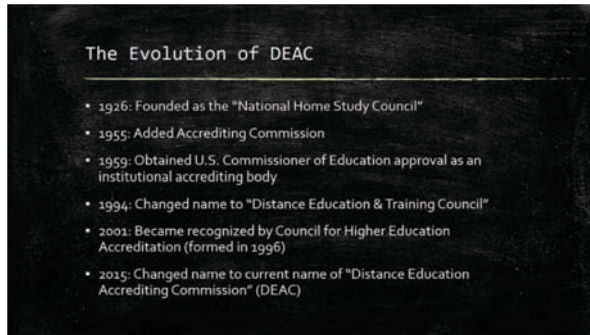 The Evolution of DEAC
▪ 1926: Founded as the “National Home Study Council”
▪ 1955: Added Accrediting Commission
▪ 1959: Obtained U.S. Commissioner of Education approval as an
institutional accrediting body
▪ 1994: Changed name to “Distance Education & Training Council”
▪ 2001: Became recognized by Council for Higher Education
Accreditation (formed in 1996)
▪ 2015: Changed name to current name of “Distance Education
Accrediting Commission” (DEAC)